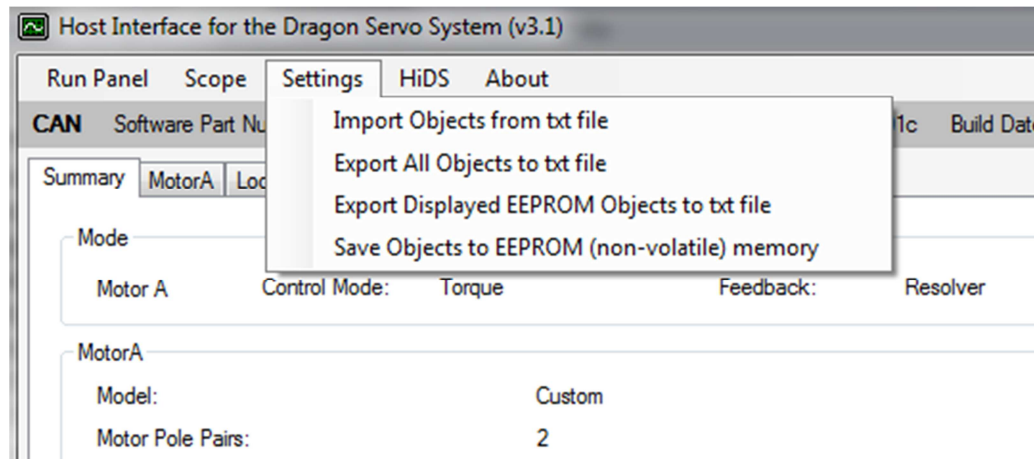 Host Interface for the Dragon Servo System (v3.1)
Run Panel Scope Settings HiDS About
CAN Software Part Build
Import Objects from txt file
Export All Objects to txt file
Export Displayed EEPROM Objects to txt file
Save Objects to EEPROM (non-volatile) memory
Summary MotorA
Mode
Motor A Control Mode: Torque Feedback: Resolver
MotorA
Model: Custom
Motor Pole Pairs: 2